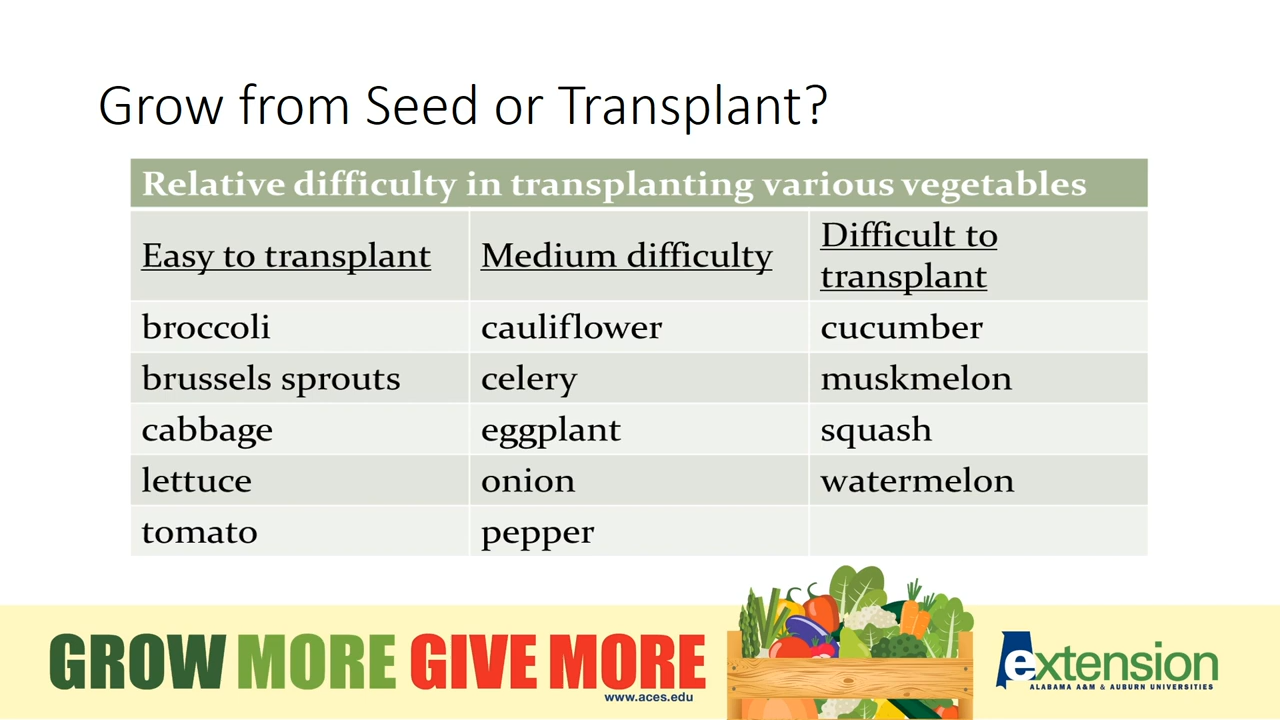 Grow from Seed or Transplant?
Relative difficulty in transplanting various vegetables
Easy to transplant Medium difficulty Difficult to transplant
broccoli cauliflower cucumber
brussels sprouts celery muskmelon
cabbage eggplant squash
lettuce onion watermelon
tomato pepper
GROW MORE GIVE MORE
www.aces.edu
extension
ALABAMA A&M & AUBURN UNIVERSITIES